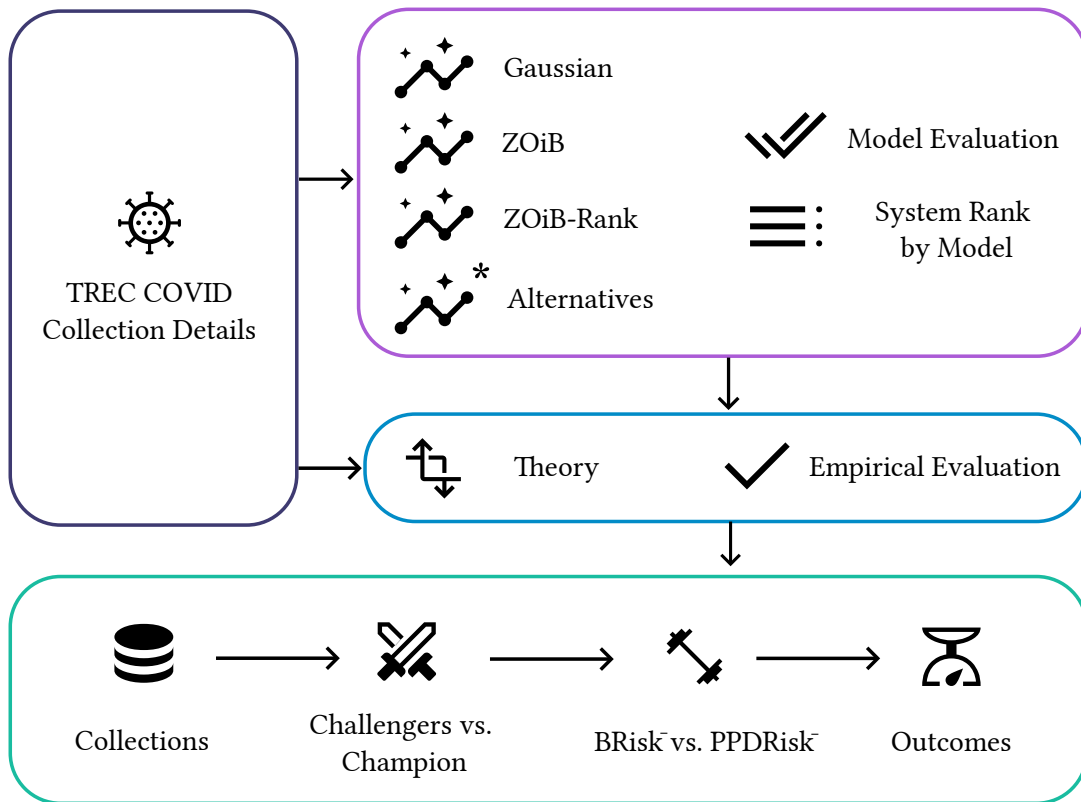 TREC COVID
Collection Details
Gaussian
ZOiB
ZOiB-Rank
*
Alternatives
Model Evaluation
System Rank
by Model
Theory
Empirical Evaluation
Collections
Challengers vs.
Champion
BRisk⁻ vs. PPDRisk⁻
Outcomes